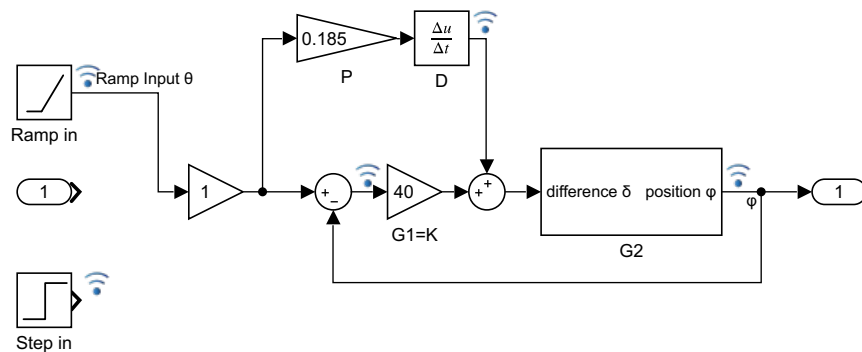 0.185
Δu
Δt
P
D
Ramp Input θ
Ramp in
1
1
+
−
40
G1=K
+
+
difference δ
position φ
G2
φ
1
Step in